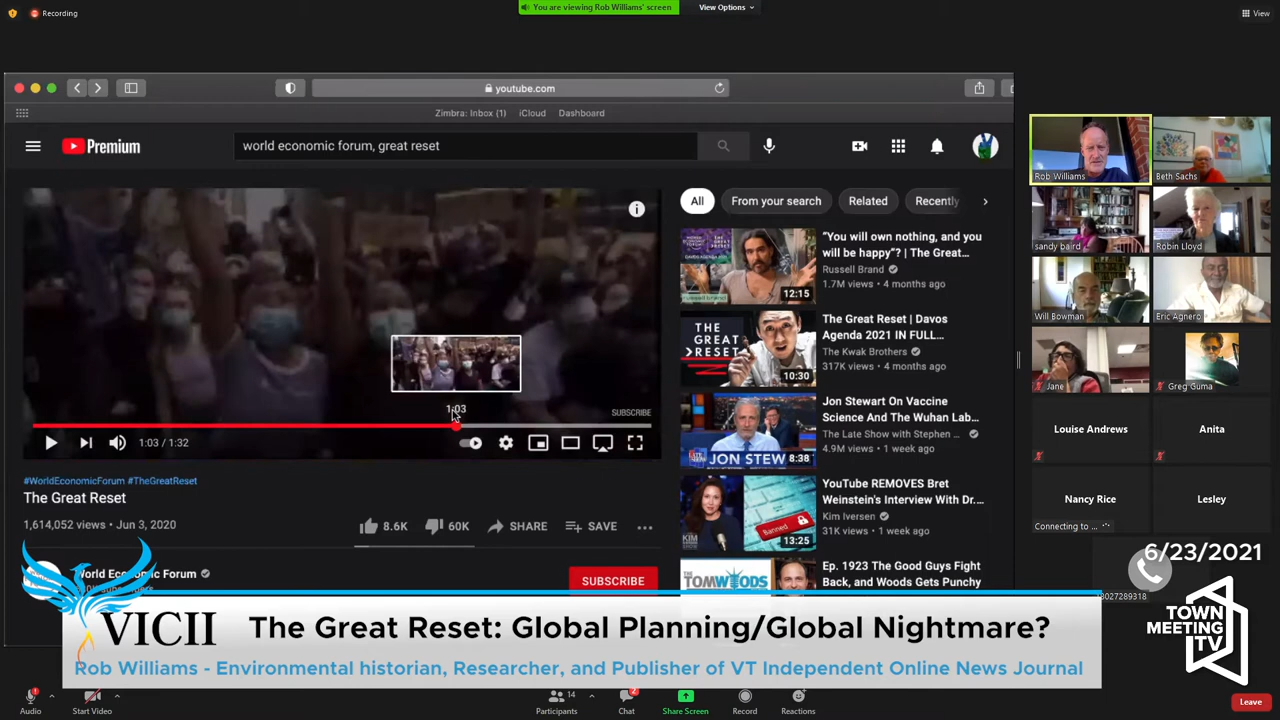 Recording
You are viewing Rob Williams' screen
View Options
View
youtube.com
Zimbra: Inbox (1)
iCloud
Dashboard
Premium
world economic forum, great reset
All
From your search
Related
Recently
"You will own nothing, and you
will be happy"? | The Great...
Russell Brand
1.7M views • 4 months ago
12:15
THE
GREAT
RESET
The Great Reset | Davos
Agenda 2021 IN FULL...
The Kwak Brothers
317K views • 4 months ago
10:30
Jon Stewart On Vaccine
Science And The Wuhan Lab...
The Late Show with Stephen ...
4.9M views • 1 week ago
JON STEW
8:38
YouTube REMOVES Bret
Weinstein's Interview With Dr....
Kim Iversen
31K views • 1 week ago
KIM
Banned
13:25
Ep. 1923 The Good Guys Fight
Back, and Woods Gets Punchy
THE
TOMWOODS
1:03
SUBSCRIBE
1:03 / 1:32
#WorldEconomicForum #TheGreatReset
The Great Reset
1,614,052 views • Jun 3, 2020
8.6K
60K
SHARE
SAVE
World Economic Forum
SUBSCRIBE
Rob Williams
Beth Sachs
sandy baird
Robin Lloyd
Will Bowman
Eric Agnero
Jane
Greg Guma
Louise Andrews
Anita
Nancy Rice
Connecting to ...
Lesley
6/23/2021
18027289318
TOWN
MEETING
TV
VICII
The Great Reset: Global Planning/Global Nightmare?
Rob Williams - Environmental historian, Researcher, and Publisher of VT Independent Online News Journal
Audio
Start Video
14
Participants
2
Chat
Share Screen
Record
Reactions
Leave